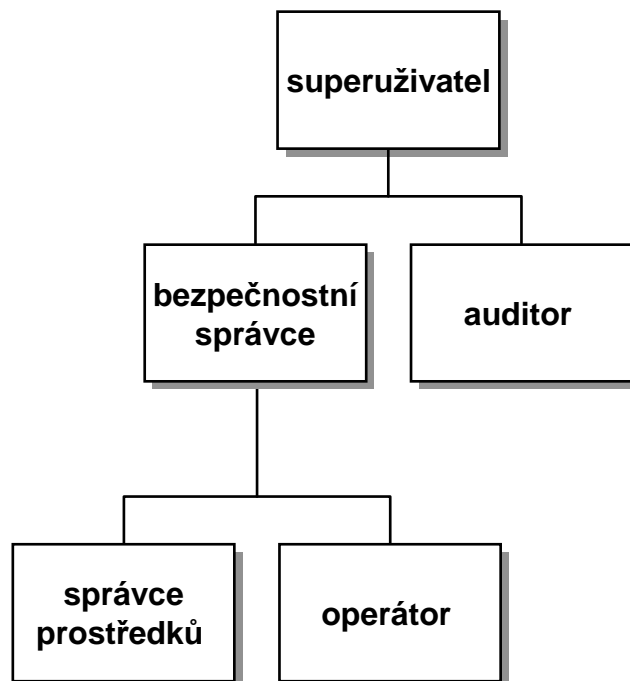 superuživatel
bezpečnostní
správce
auditor
správce
prostředků
operátor